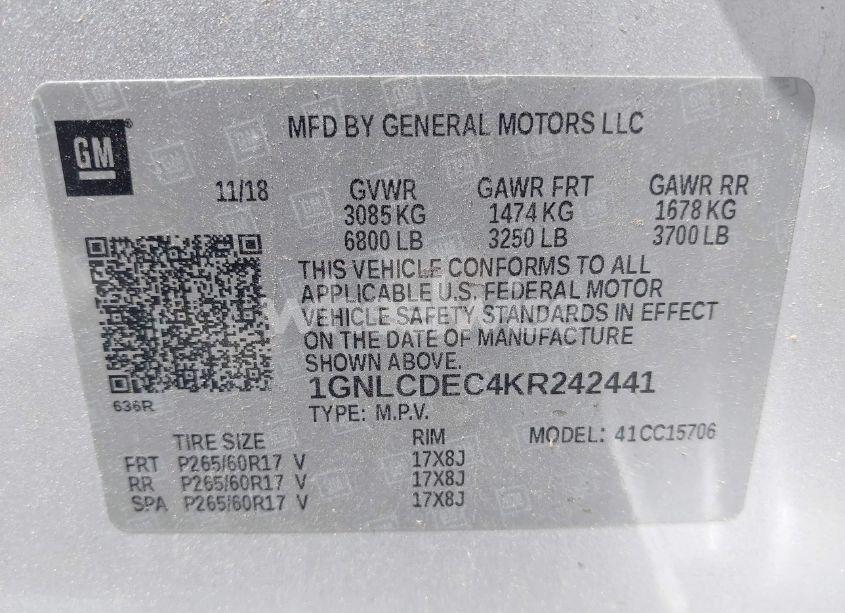 GM
MFD BY GENERAL MOTORS LLC
11/18 GVWR GAWR FRT GAWR RR
3085 KG 1474 KG 1678 KG
6800 LB 3250 LB 3700 LB
THIS VEHICLE CONFORMS TO ALL
APPLICABLE U.S. FEDERAL MOTOR
VEHICLE SAFETY STANDARDS IN EFFECT
ON THE DATE OF MANUFACTURE
SHOWN ABOVE.
1GNLCDEC4KR242441
636R
TYPE: M.P.V.
TIRE SIZE RIM MODEL: 41CC15706
FRT P265/60R17 V 17X8J
RR P265/60R17 V 17X8J
SPA P265/60R17 V 17X8J